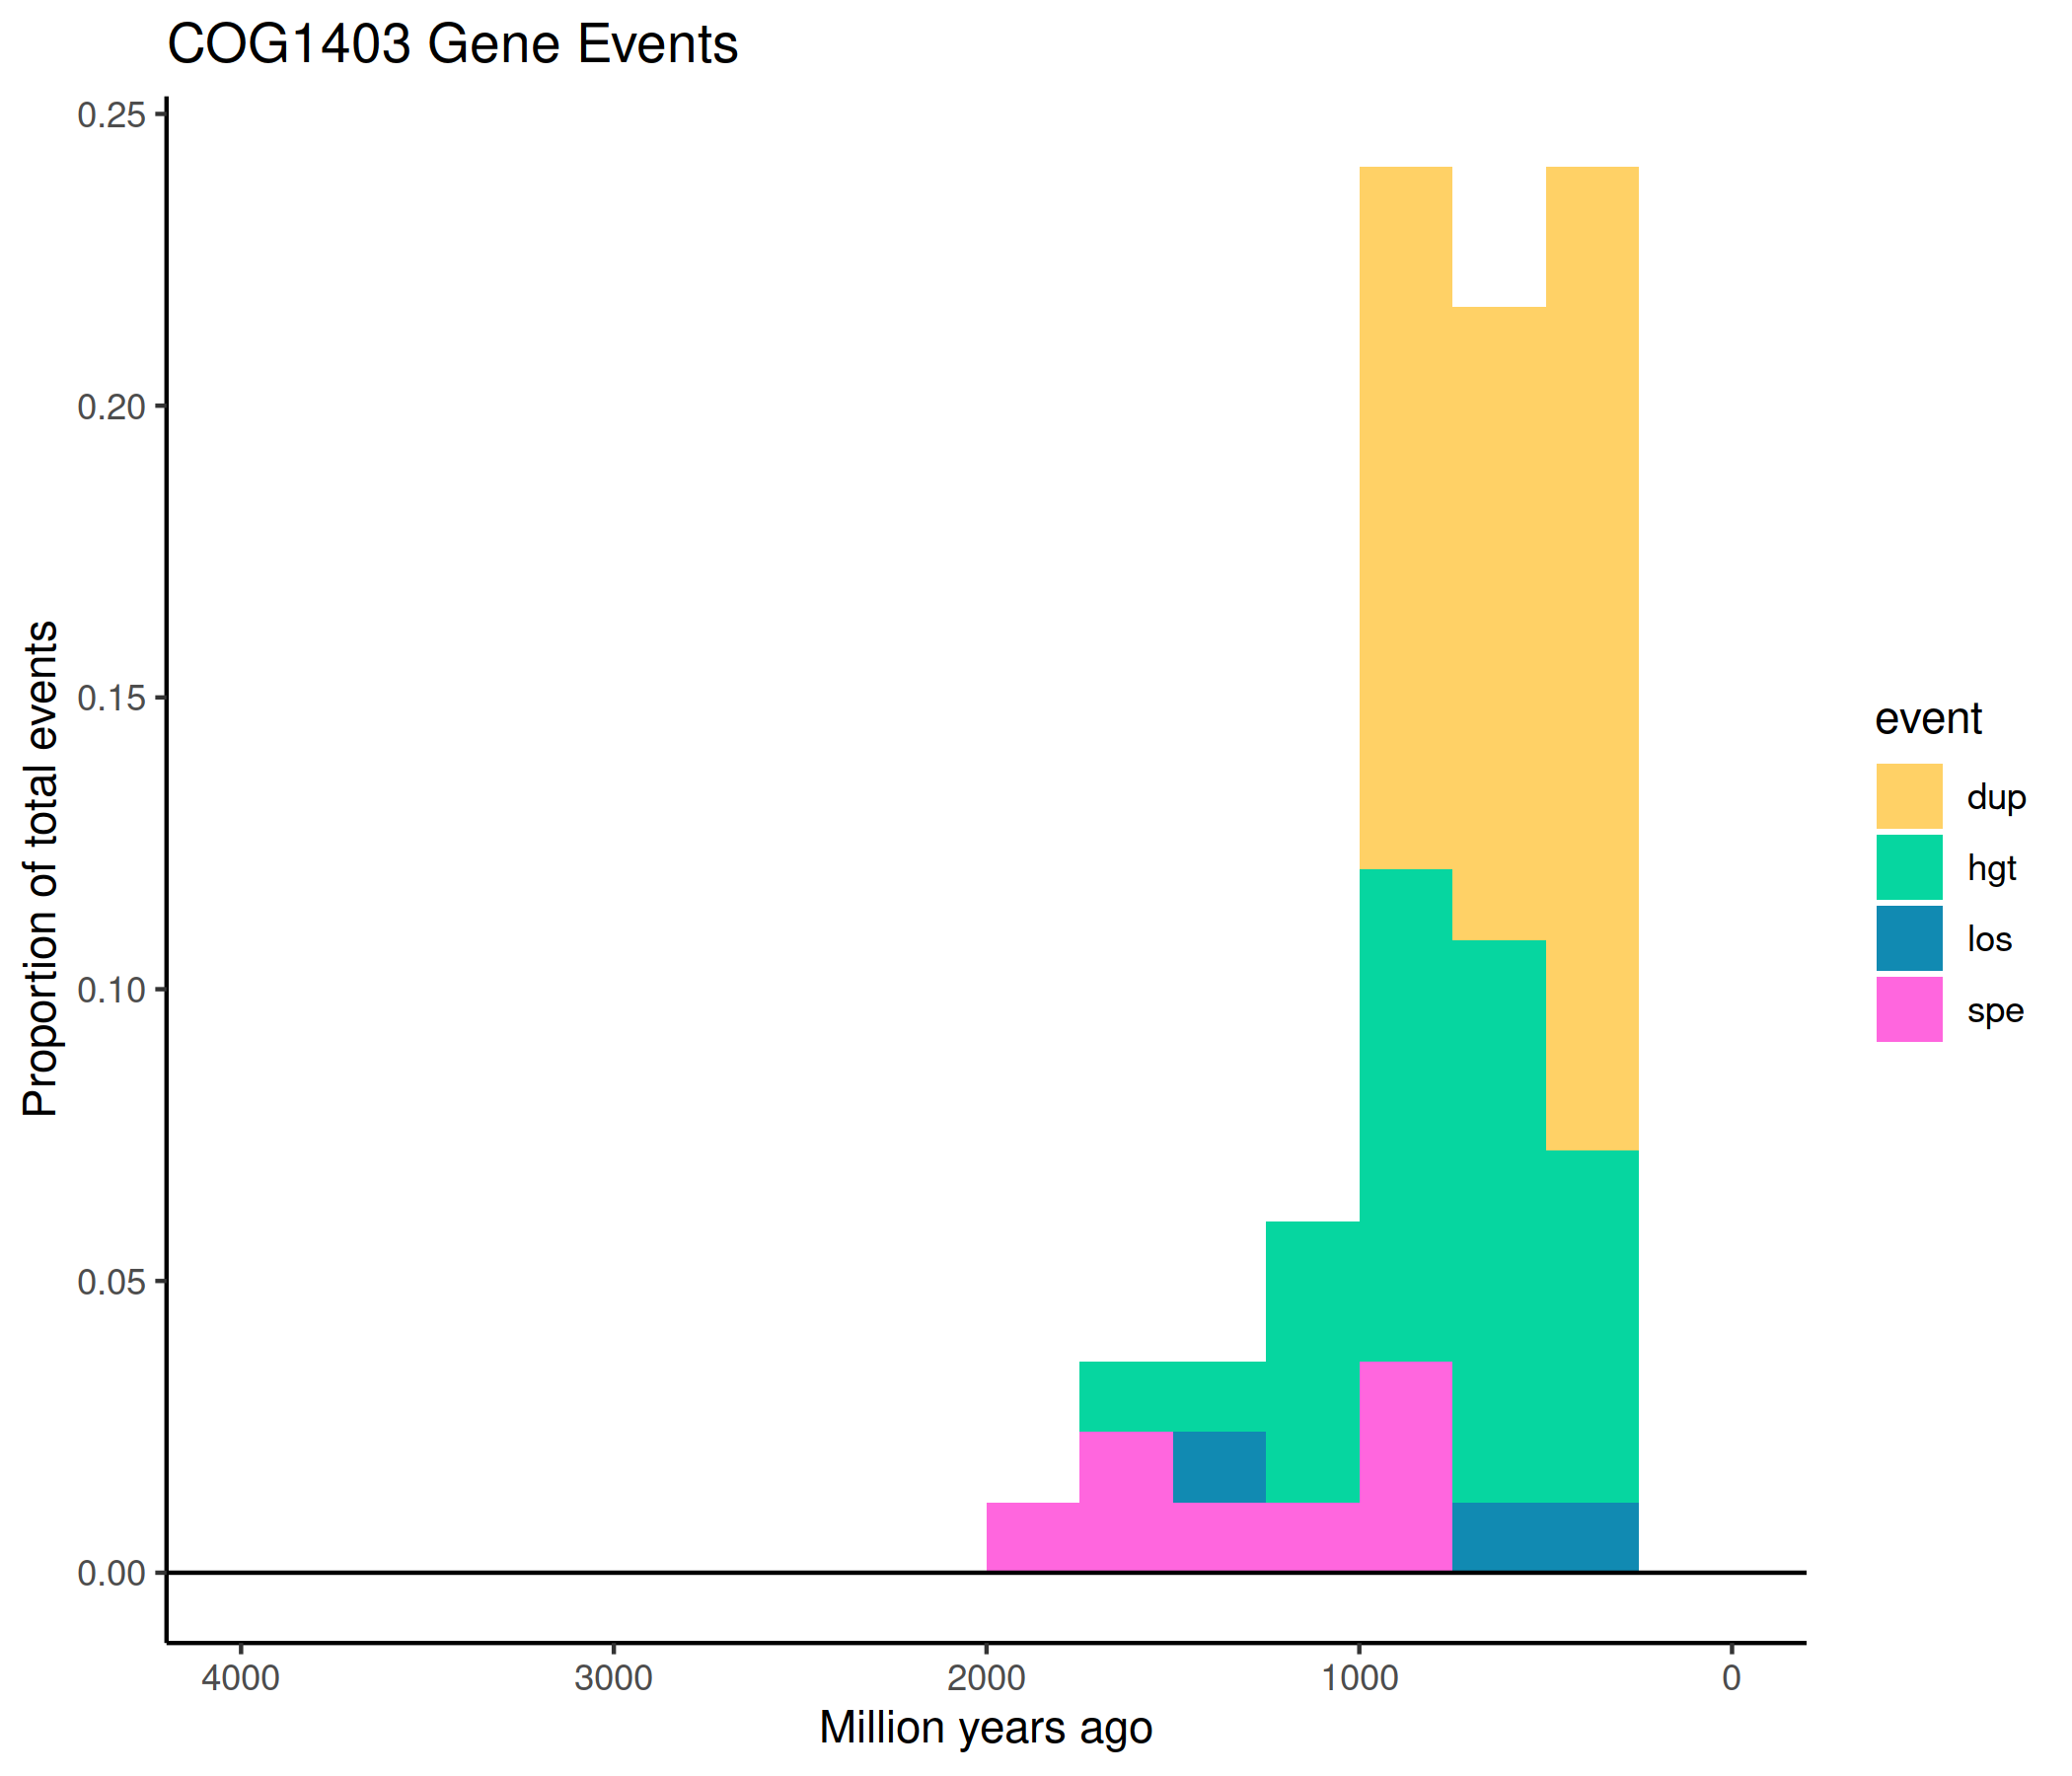 COG1403 Gene Events
Proportion of total events
0.25
0.20
0.15
0.10
0.05
0.00
4000 3000 2000 1000 0
Million years ago
event
dup
hgt
los
spe